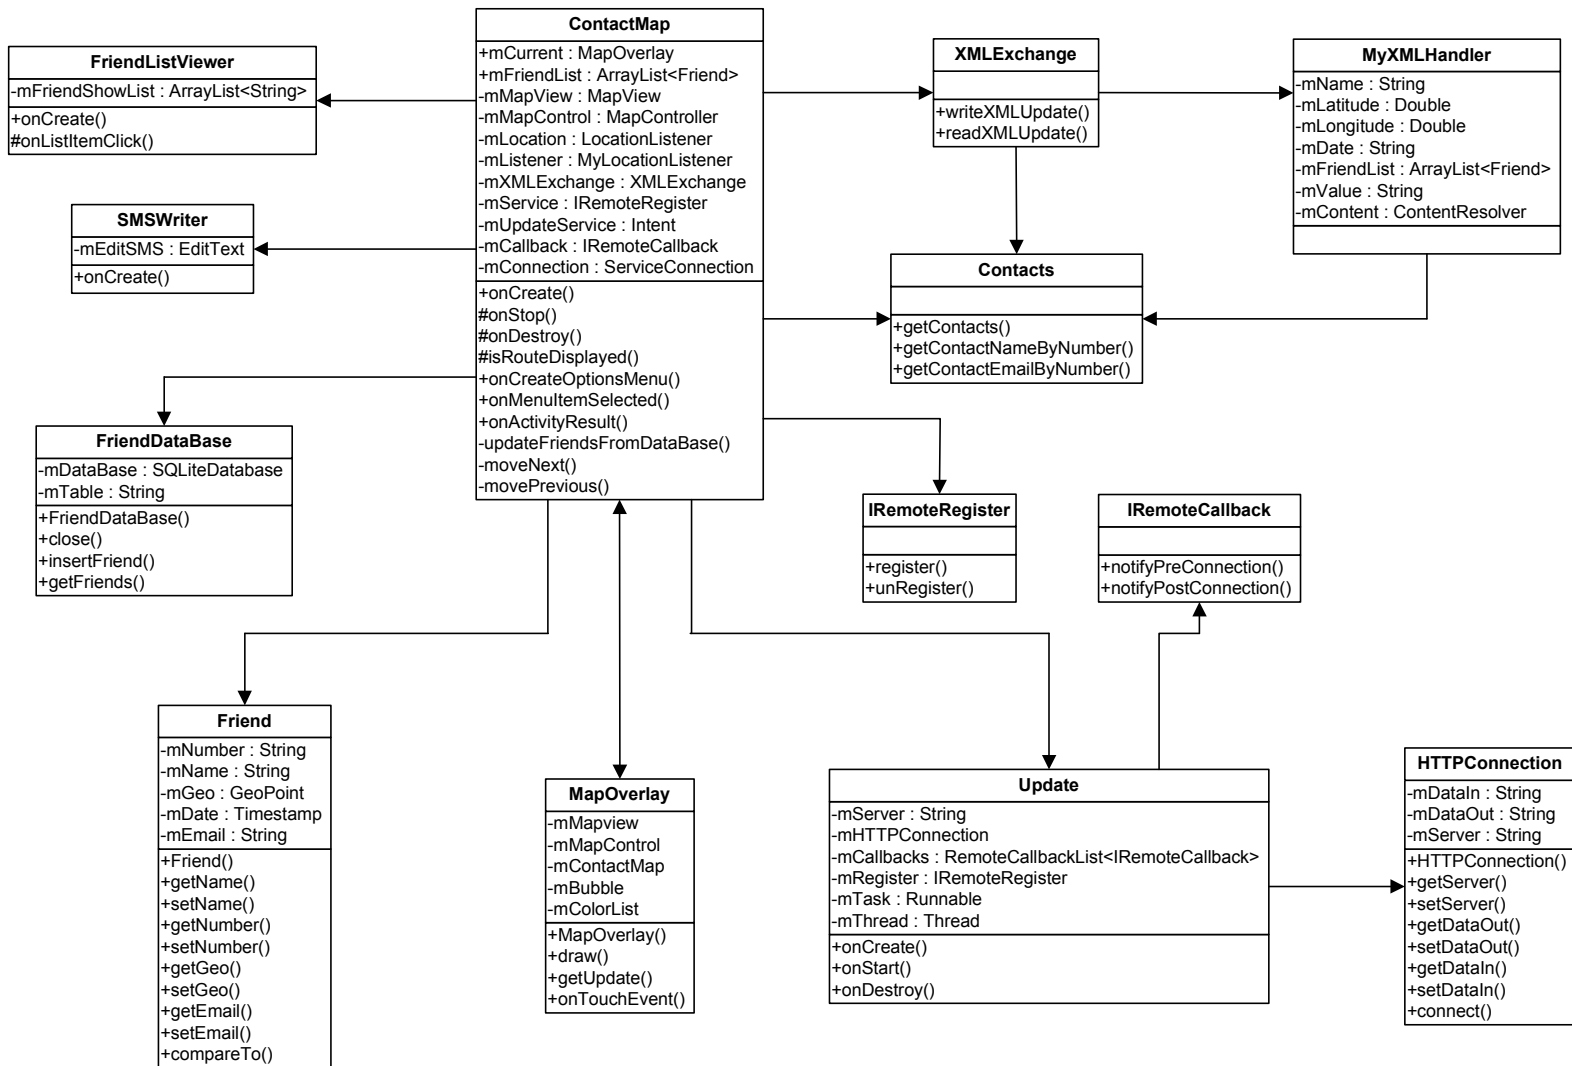 ContactMap
+mCurrent : MapOverlay
+mFriendList : ArrayList<Friend>
-mMapView : MapView
-mMapControl : MapController
-mLocation : LocationListener
-mListener : MyLocationListener
-mXMLExchange : XMLExchange
-mService : IRemoteRegister
-mUpdateService : Intent
-mCallback : IRemoteCallback
-mConnection : ServiceConnection
+onCreate()
#onStop()
#onDestroy()
#isRouteDisplayed()
+onCreateOptionsMenu()
+onMenuItemSelected()
+onActivityResult()
-updateFriendsFromDataBase()
-moveNext()
-movePrevious()
FriendListViewer
-mFriendShowList : ArrayList<String>
+onCreate()
#onListItemClick()
SMSWriter
-mEditSMS : EditText
+onCreate()
XMLExchange
+writeXMLUpdate()
+readXMLUpdate()
MyXMLHandler
-mName : String
-mLatitude : Double
-mLongitude : Double
-mDate : String
-mFriendList : ArrayList<Friend>
-mValue : String
-mContent : ContentResolver
Contacts
+getContacts()
+getContactNameByNumber()
+getContactEmailByNumber()
FriendDataBase
-mDataBase : SQLiteDatabase
-mTable : String
+FriendDataBase()
+close()
+insertFriend()
+getFriends()
IRemoteRegister
+register()
+unRegister()
IRemoteCallback
+notifyPreConnection()
+notifyPostConnection()
Friend
-mNumber : String
-mName : String
-mGeo : GeoPoint
-mDate : Timestamp
-mEmail : String
+Friend()
+getName()
+setName()
+getNumber()
+setNumber()
+getGeo()
+setGeo()
+getEmail()
+setEmail()
+compareTo()
MapOverlay
-mMapview
-mMapControl
-mContactMap
-mBubble
-mColorList
+MapOverlay()
+draw()
+getUpdate()
+onTouchEvent()
Update
-mServer : String
-mHTTPConnection
-mCallbacks : RemoteCallbackList<IRemoteCallback>
-mRegister : IRemoteRegister
-mTask : Runnable
-mThread : Thread
+onCreate()
+onStart()
+onDestroy()
HTTPConnection
-mDataIn : String
-mDataOut : String
-mServer : String
+HTTPConnection()
+getServer()
+setServer()
+getDataOut()
+setDataOut()
+getDataIn()
+setDataIn()
+connect()